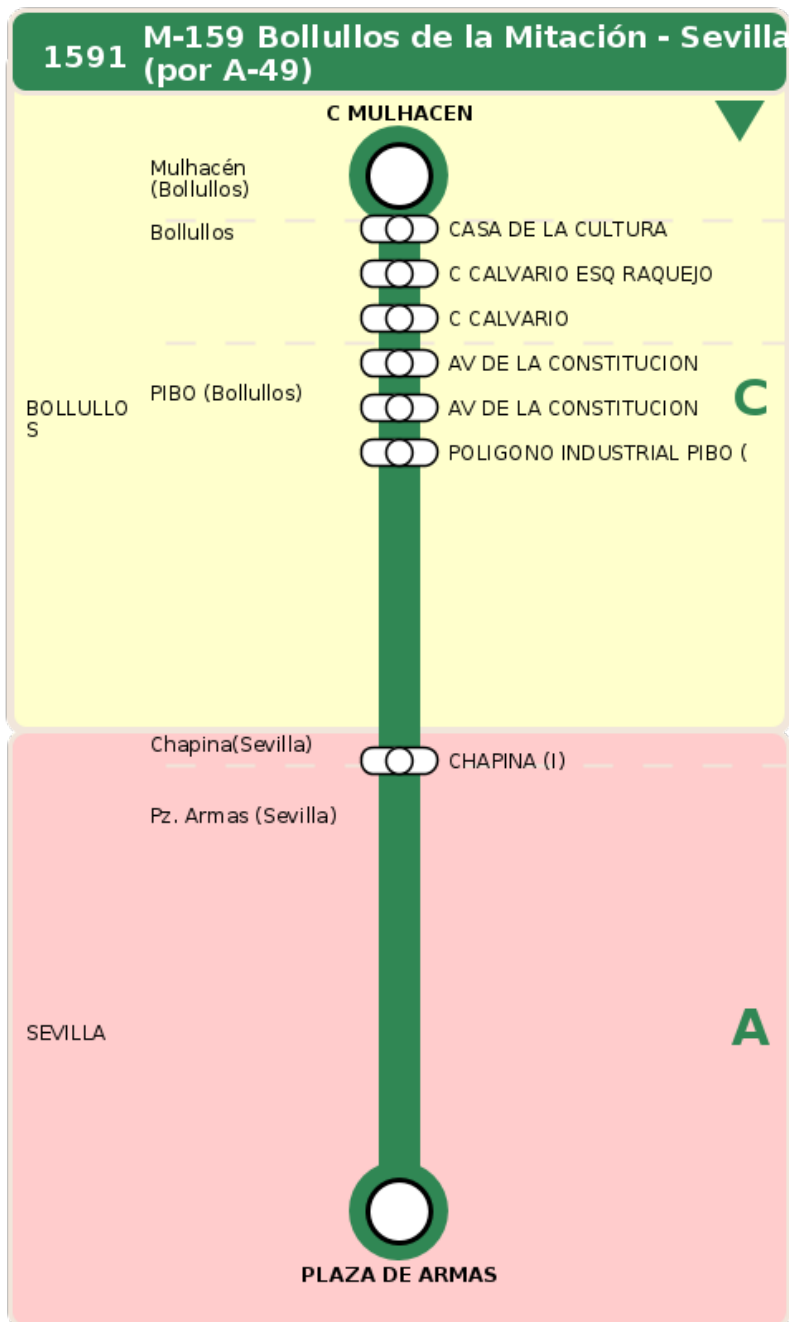 1591
M-159 Bollullos de la Mitación - Sevilla
(por A-49)
C MULHACEN
Mulhacén
(Bollullos)
Bollullos
CASA DE LA CULTURA
C CALVARIO ESQ RAQUEJO
C CALVARIO
AV DE LA CONSTITUCION
PIBO (Bollullos)
C
BOLLULLO
S
AV DE LA CONSTITUCION
POLIGONO INDUSTRIAL PIBO (
Chapina(Sevilla)
CHAPINA (I)
Pz. Armas (Sevilla)
SEVILLA
A
PLAZA DE ARMAS